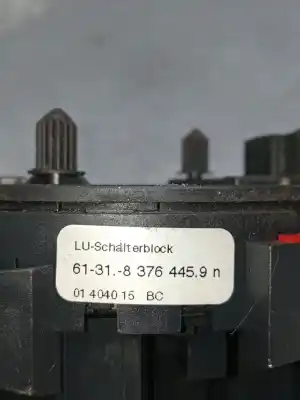 LU-Schalterblock
61-31.-8 376 445.9 n
01 4040 15 BC